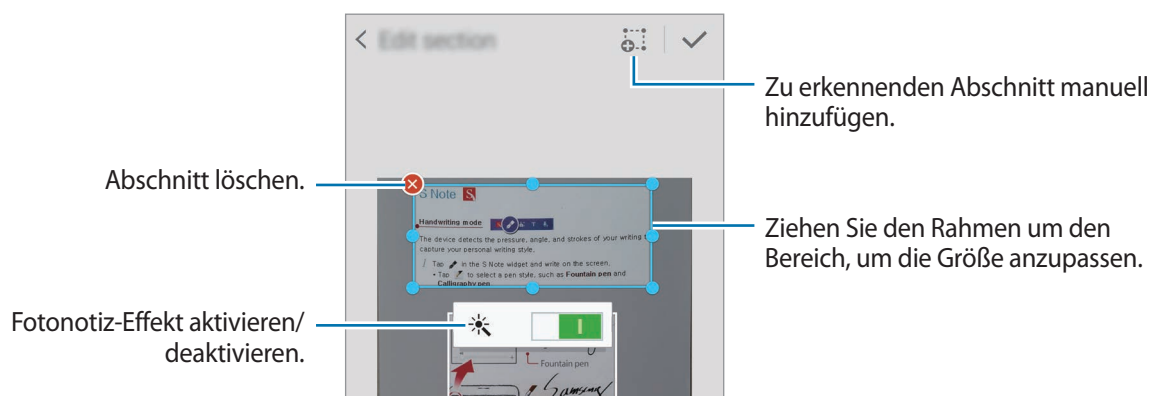 Edit section
Zu erkennenden Abschnitt manuell
hinzufügen.
Abschnitt löschen.
S Note S
Handwriting mode
The device detects the pressure, angle, and strokes of your writing
capture your personal writing style.
Tap in the S Note widget and write on the screen.
• Tap to select a pen style, such as Fountain pen and
Calligraphy pen.
Ziehen Sie den Rahmen um den
Bereich, um die Größe anzupassen.
Fotonotiz-Effekt aktivieren/
deaktivieren.
Fountain pen
Samsung